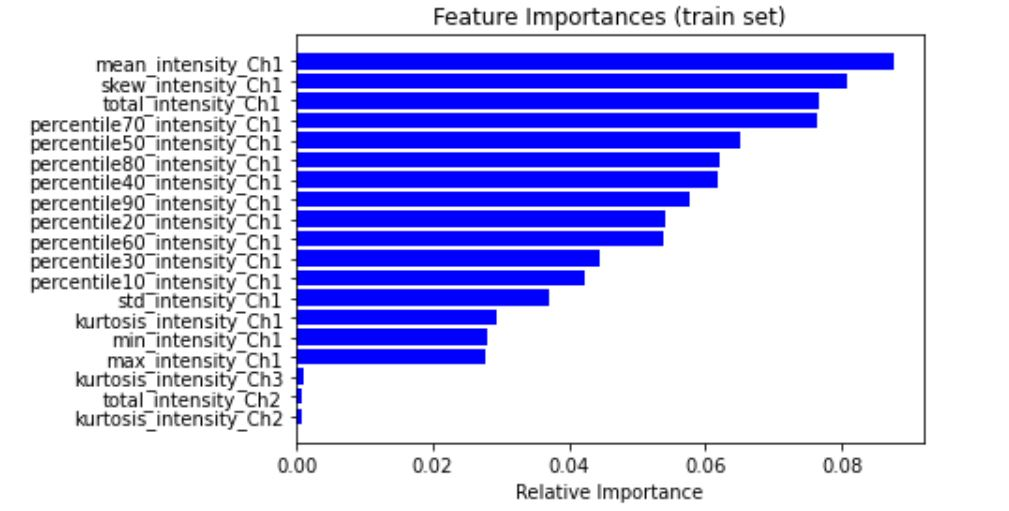 Feature Importances (train set)
mean_intensity_Ch1
skew_intensity_Ch1
total_intensity_Ch1
percentile70_intensity_Ch1
percentile50_intensity_Ch1
percentile80_intensity_Ch1
percentile40_intensity_Ch1
percentile90_intensity_Ch1
percentile20_intensity_Ch1
percentile60_intensity_Ch1
percentile30_intensity_Ch1
percentile10_intensity_Ch1
std_intensity_Ch1
kurtosis_intensity_Ch1
min_intensity_Ch1
max_intensity_Ch1
kurtosis_intensity_Ch3
total_intensity_Ch2
kurtosis_intensity_Ch2
0.00 0.02 0.04 0.06 0.08
Relative Importance